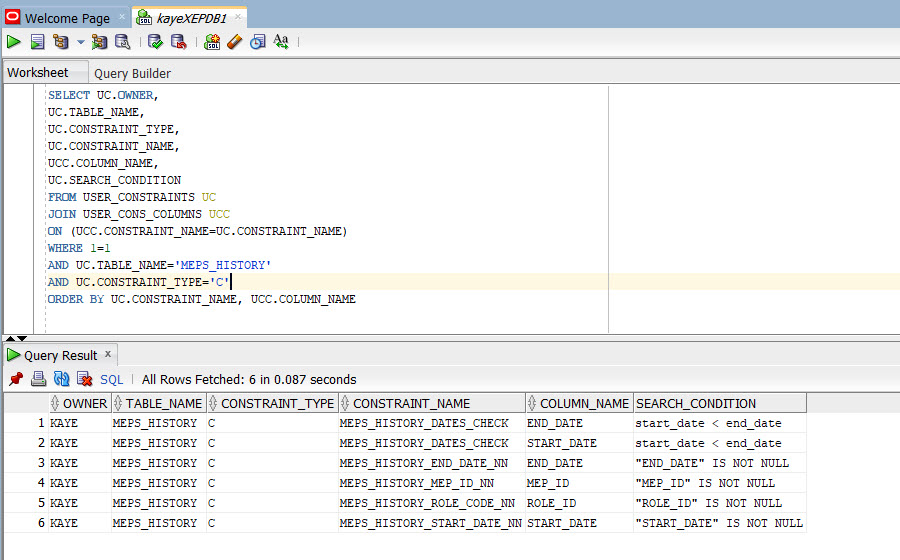 Welcome Page
kayeXEPDB1
Aa
Worksheet
Query Builder
SELECT UC.OWNER,
UC.TABLE_NAME,
UC.CONSTRAINT_TYPE,
UC.CONSTRAINT_NAME,
UCC.COLUMN_NAME,
UC.SEARCH_CONDITION
FROM USER_CONSTRAINTS UC
JOIN USER_CONS_COLUMNS UCC
ON (UCC.CONSTRAINT_NAME=UC.CONSTRAINT_NAME)
WHERE 1=1
AND UC.TABLE_NAME='MEPS_HISTORY'
AND UC.CONSTRAINT_TYPE='C'
ORDER BY UC.CONSTRAINT_NAME, UCC.COLUMN_NAME
Query Result x
SQL | All Rows Fetched: 6 in 0.087 seconds
OWNER TABLE_NAME CONSTRAINT_TYPE CONSTRAINT_NAME COLUMN_NAME SEARCH_CONDITION
1 KAYE MEPS_HISTORY C MEPS_HISTORY_DATES_CHECK END_DATE start_date < end_date
2 KAYE MEPS_HISTORY C MEPS_HISTORY_DATES_CHECK START_DATE start_date < end_date
3 KAYE MEPS_HISTORY C MEPS_HISTORY_END_DATE_NN END_DATE "END_DATE" IS NOT NULL
4 KAYE MEPS_HISTORY C MEPS_HISTORY_MEP_ID_NN MEP_ID "MEP_ID" IS NOT NULL
5 KAYE MEPS_HISTORY C MEPS_HISTORY_ROLE_CODE_NN ROLE_ID "ROLE_ID" IS NOT NULL
6 KAYE MEPS_HISTORY C MEPS_HISTORY_START_DATE_NN START_DATE "START_DATE" IS NOT NULL